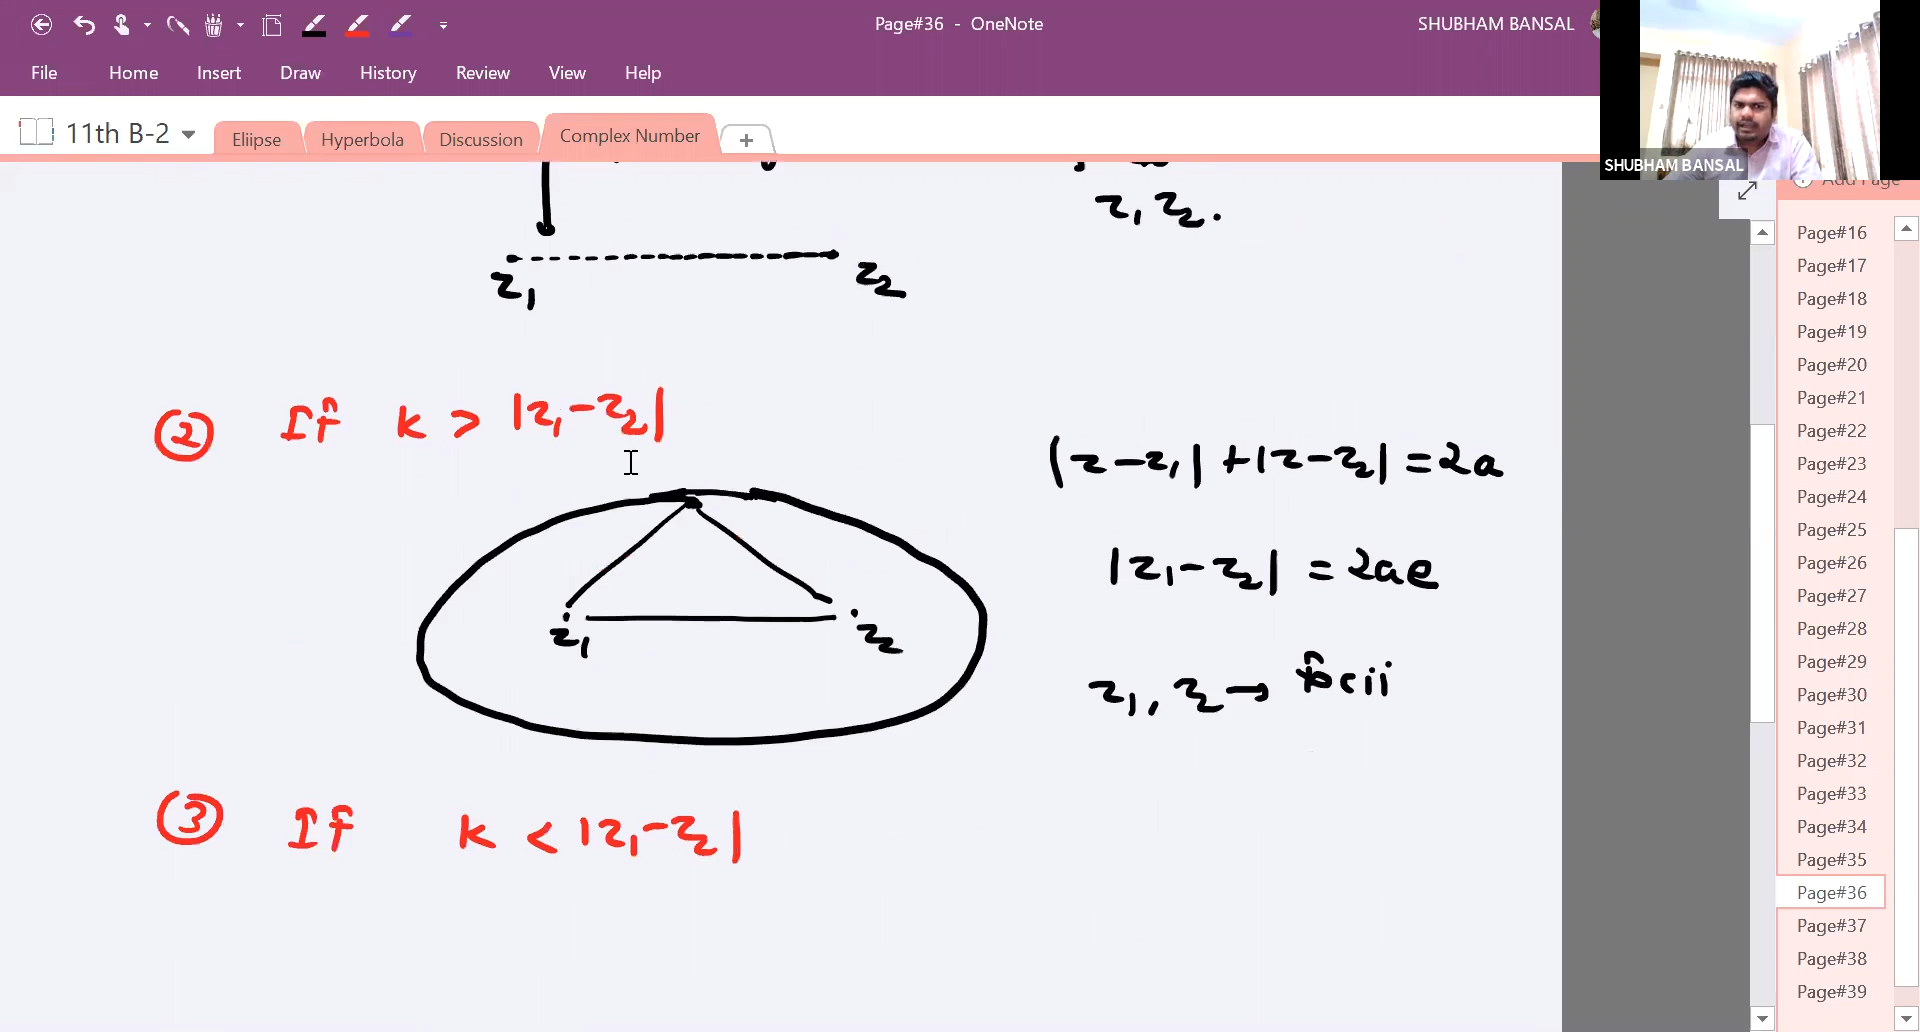 Page#36 - OneNote
SHUBHAM BANSAL
File Home Insert Draw History Review View Help
SHUBHAM BANSAL
11th B-2
Eliipse Hyperbola Discussion Complex Number +
Add Page
z₁ z₂.
z₁ z₂
② If k > |z₁-z₂|
|z-z₁|+|z-z₂|=2a
|z₁-z₂| = 2ae
z₁ z₂
z₁, z₂ → focii
③ If k < |z₁-z₂|
Page#16
Page#17
Page#18
Page#19
Page#20
Page#21
Page#22
Page#23
Page#24
Page#25
Page#26
Page#27
Page#28
Page#29
Page#30
Page#31
Page#32
Page#33
Page#34
Page#35
Page#36
Page#37
Page#38
Page#39